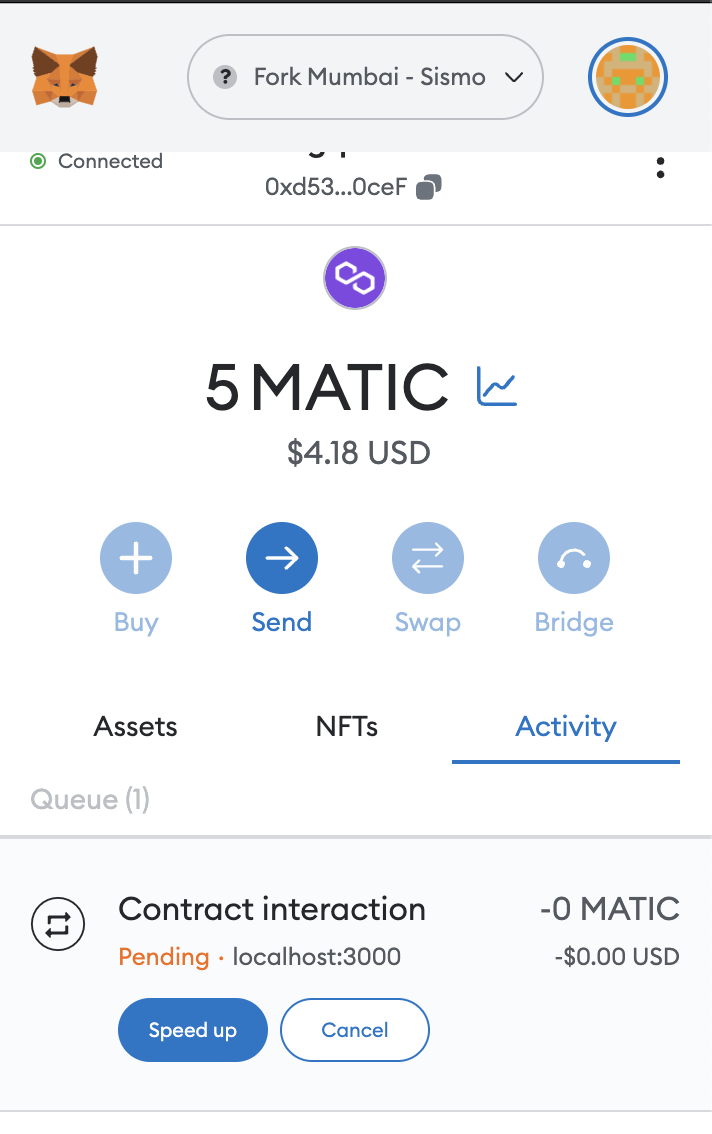 ? Fork Mumbai - Sismo
Connected
0xd53...0ceF
5 MATIC
$4.18 USD
Buy Send Swap Bridge
Assets NFTs Activity
Queue (1)
Contract interaction -0 MATIC
Pending · localhost:3000 -$0.00 USD
Speed up Cancel